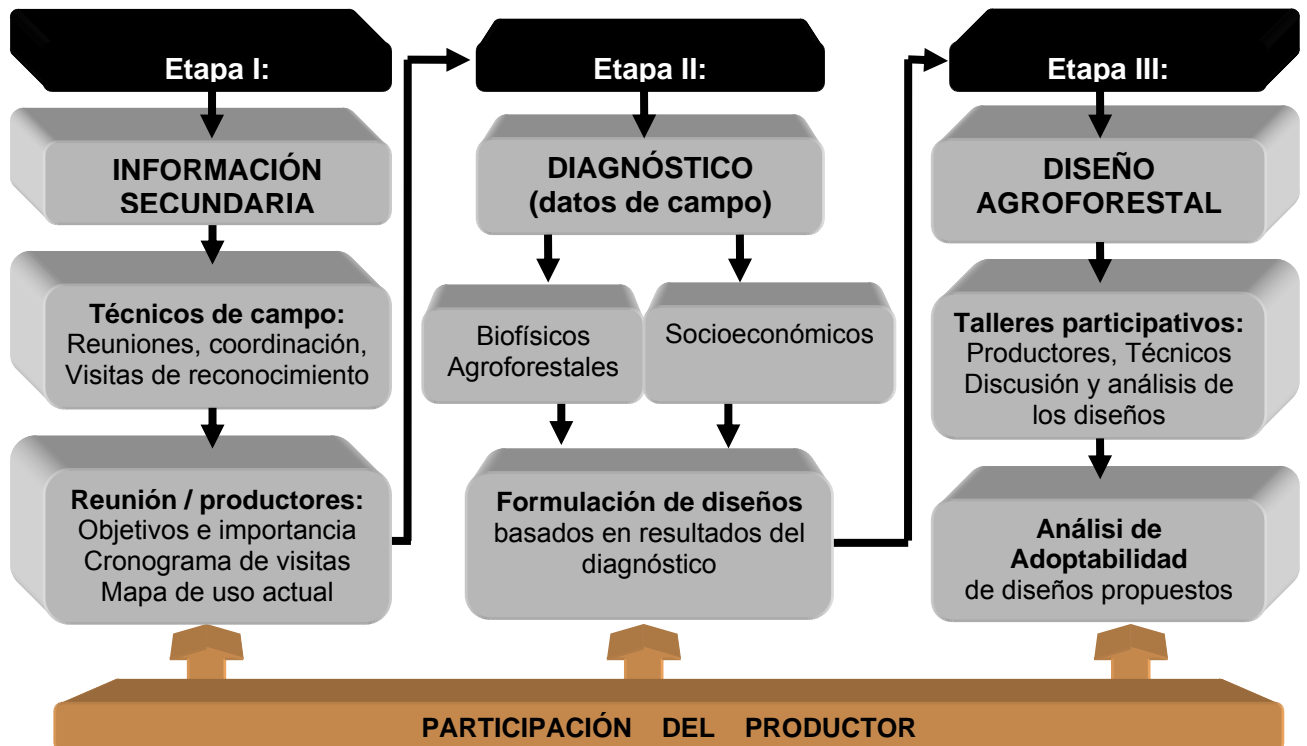 Etapa I:
INFORMACIÓN
SECUNDARIA
Técnicos de campo:
Reuniones, coordinación,
Visitas de reconocimiento
Reunión / productores:
Objetivos e importancia
Cronograma de visitas
Mapa de uso actual
Etapa II:
DIAGNÓSTICO
(datos de campo)
Biofísicos
Agroforestales
Socioeconómicos
Formulación de diseños
basados en resultados del
diagnóstico
Etapa III:
DISEÑO
AGROFORESTAL
Talleres participativos:
Productores, Técnicos
Discusión y análisis de
los diseños
Análisi de
Adoptabilidad
de diseños propuestos
PARTICIPACIÓN DEL PRODUCTOR